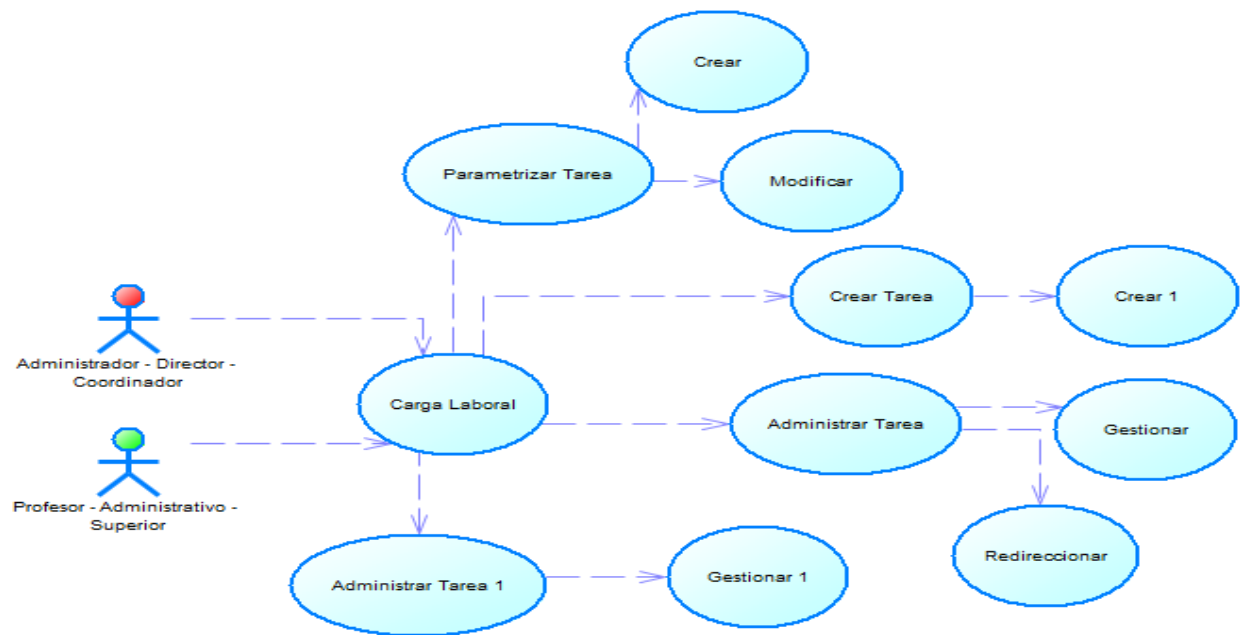 Crear
Parametrizar Tarea
Modificar
Crear Tarea
Crear 1
Administrador - Director -
Coordinador
Carga Laboral
Administrar Tarea
Gestionar
Profesor - Administrativo -
Superior
Redireccionar
Administrar Tarea 1
Gestionar 1